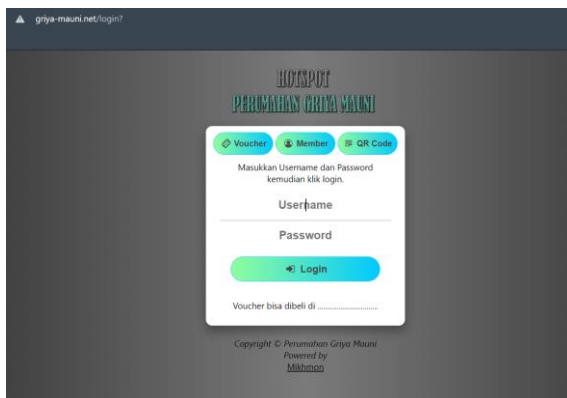 griya-mauni.net/login?
HOTSPOT
PERUMAHAN GRIYA MAUNI
Voucher Member QR Code
Masukkan Username dan Password
kemudian klik login.
Username
Password
Login
Voucher bisa dibeli di ..............................
Copyright © Perumahan Griya Mauni
Powered by
Mikhmon